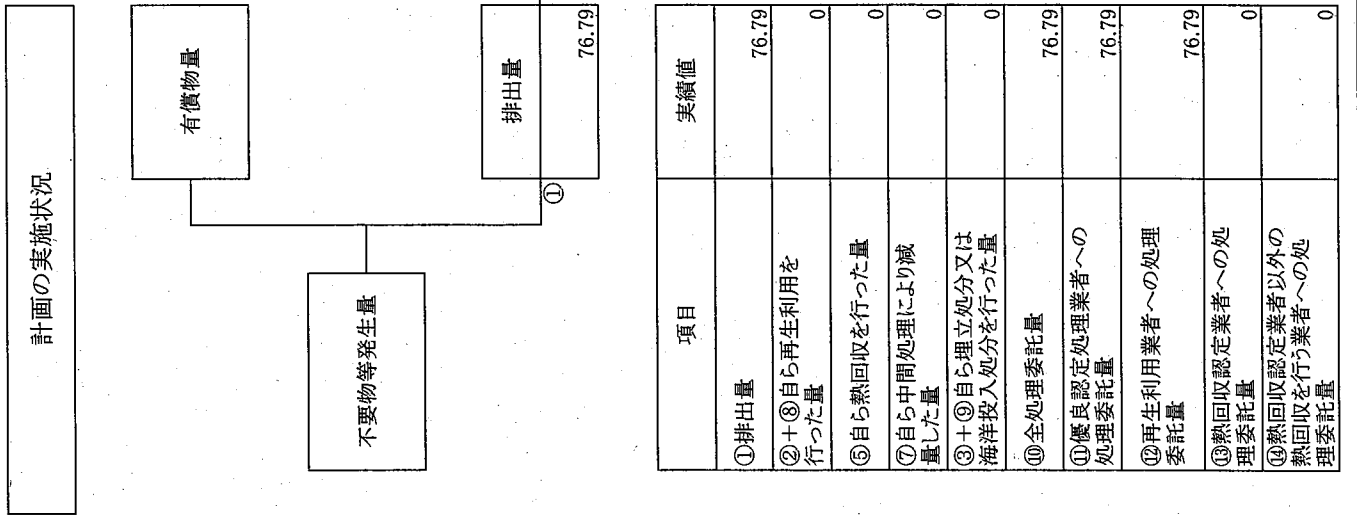 計画の実施状況
有償物量
不要物等発生量
排出量
①
76.79
項目
実績値
①排出量
76.79
②+⑧自ら再生利用を
行った量
0
⑤自ら熱回収を行った量
0
⑦自ら中間処理により減
量した量
0
③+⑨自ら埋立処分又は
海洋投入処分を行った量
0
⑩全処理委託量
76.79
⑪優良認定処理業者への
処理委託量
76.79
⑫再生利用業者への処理
委託量
76.79
⑬熱回収認定業者への処
理委託量
0
⑭熱回収認定業者以外の
熱回収を行う業者への処
理委託量
0